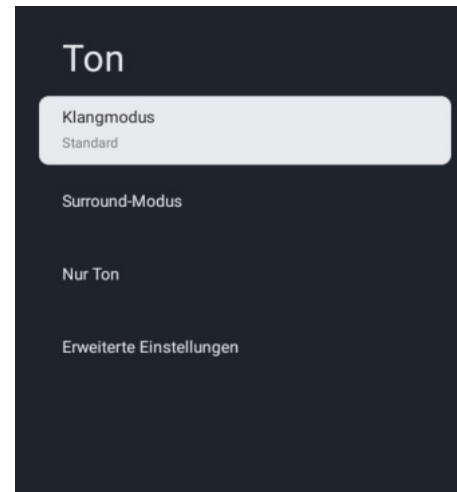 Ton
Klangmodus
Standard
Surround-Modus
Nur Ton
Erweiterte Einstellungen